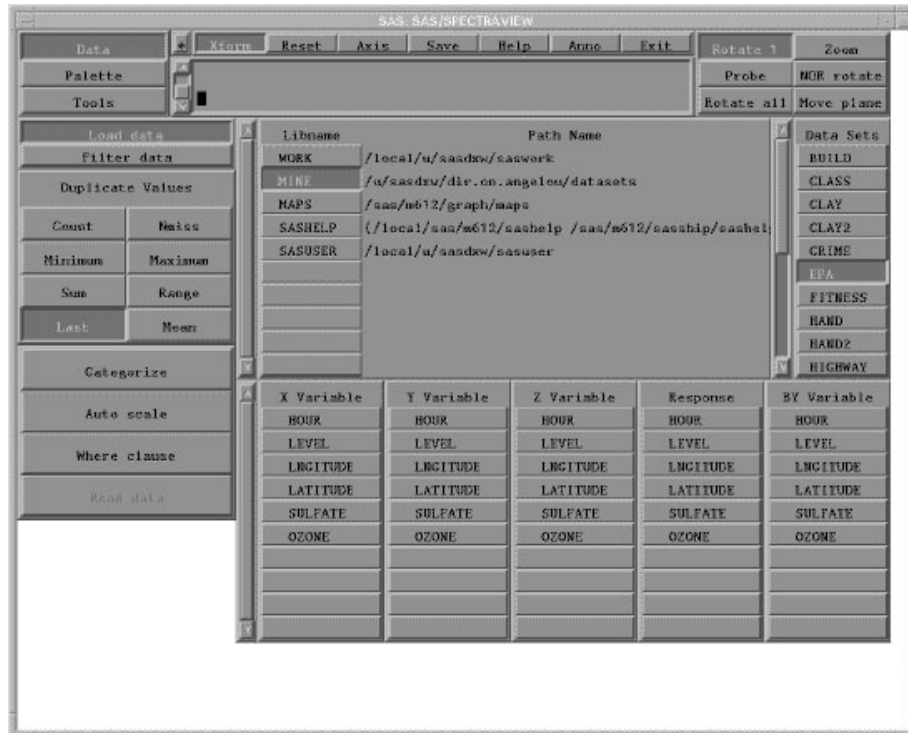 SAS: SAS/SPECTRAVIEW
Data Xform Reset Axis Save Help Anno Exit Rotate 1 Zoom
Palette Probe NOR rotate
Tools Rotate all Move plane
Load data Libname Path Name Data Sets
Filter data WORK /local/u/sasdxw/saswork BUILD
Duplicate Values MINE /u/sasdxw/dir.on.angelou/datasets CLASS
MAPS /sas/m612/graph/maps CLAY
Count Nmiss SASHELP (/local/sas/m612/sashelp /sas/m612/sasship/sashel CLAY2
Minimum Maximum SASUSER /local/u/sasdxw/sasuser CRIME
EPA
Sum Range FITNESS
Last Mean HAND
HAND2
Categorize HIGHWAY
Auto scale X Variable Y Variable Z Variable Response BY Variable
HOUR HOUR HOUR HOUR HOUR
Where clause LEVEL LEVEL LEVEL LEVEL LEVEL
LNGITUDE LNGITUDE LNGITUDE LNGITUDE LNGITUDE
Read data LATITUDE LATITUDE LATITUDE LATITUDE LATITUDE
SULFATE SULFATE SULFATE SULFATE SULFATE
OZONE OZONE OZONE OZONE OZONE